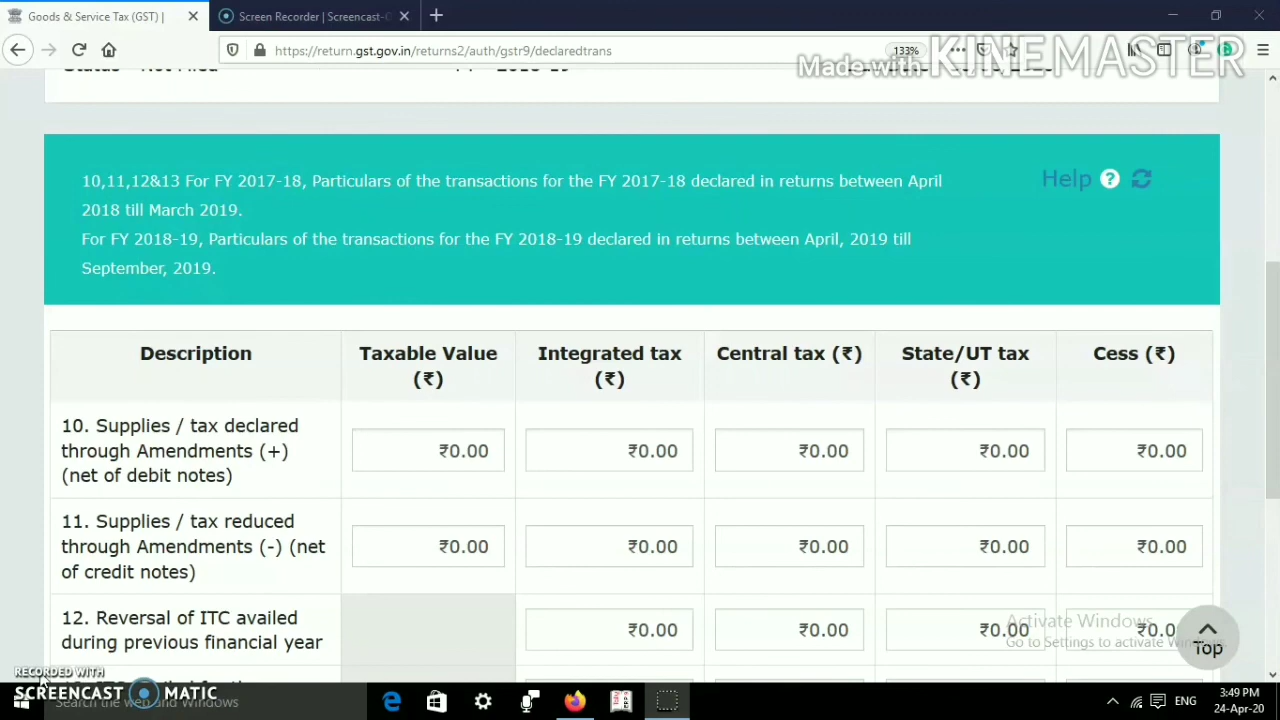 Goods & Service Tax (GST) |
Screen Recorder | Screencast-O
https://return.gst.gov.in/returns2/auth/gstr9/declaredtrans
133%
Made with KINEMASTER
10,11,12&13 For FY 2017-18, Particulars of the transactions for the FY 2017-18 declared in returns between April
2018 till March 2019.
For FY 2018-19, Particulars of the transactions for the FY 2018-19 declared in returns between April, 2019 till
September, 2019.
Help
Description
Taxable Value
(₹)
Integrated tax
(₹)
Central tax (₹)
State/UT tax
(₹)
Cess (₹)
10. Supplies / tax declared
through Amendments (+)
(net of debit notes)
₹0.00 ₹0.00 ₹0.00 ₹0.00 ₹0.00
11. Supplies / tax reduced
through Amendments (-) (net
of credit notes)
₹0.00 ₹0.00 ₹0.00 ₹0.00 ₹0.00
12. Reversal of ITC availed
during previous financial year
₹0.00 ₹0.00 ₹0.00 ₹0.0
Activate Windows
Go to Settings to activate
Top
RECORDED WITH
SCREENCAST MATIC
Search the web and Windows
ENG
3:49 PM
24-Apr-20